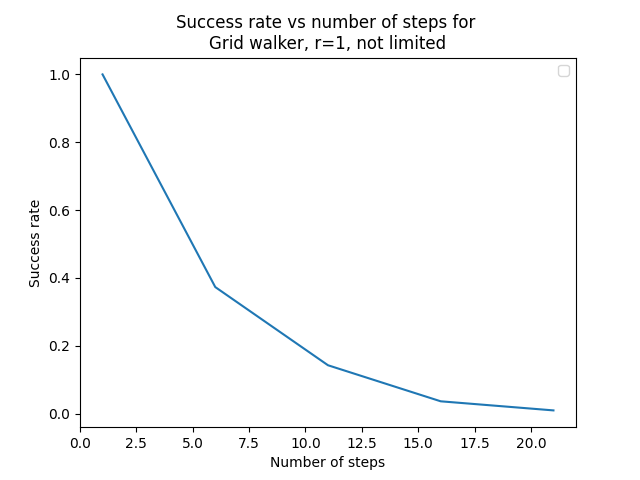 Success rate vs number of steps for
Grid walker, r=1, not limited
1.0
0.8
0.6
0.4
0.2
0.0
Success rate
0.0 2.5 5.0 7.5 10.0 12.5 15.0 17.5 20.0
Number of steps